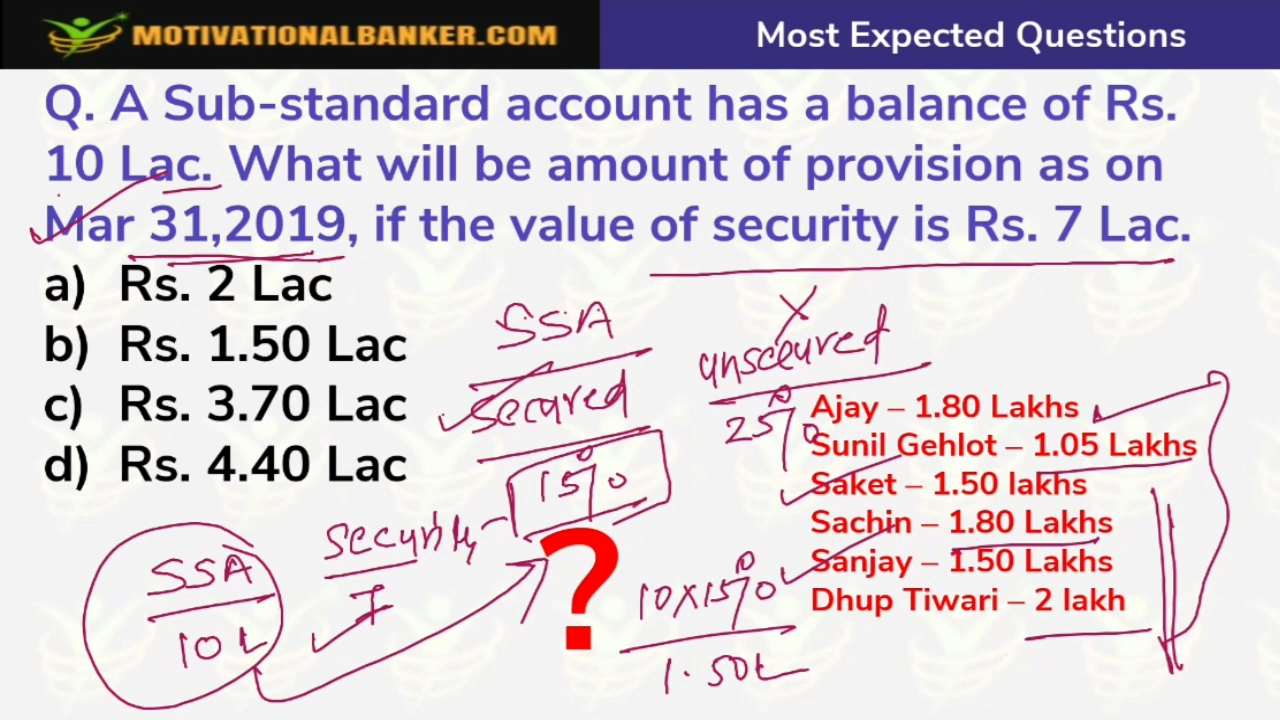 MOTIVATIONALBANKER.COM
Most Expected Questions
Q. A Sub-standard account has a balance of Rs.
10 Lac. What will be amount of provision as on
Mar 31,2019, if the value of security is Rs. 7 Lac.
a) Rs. 2 Lac
b) Rs. 1.50 Lac
c) Rs. 3.70 Lac
d) Rs. 4.40 Lac
SSA
secured
15%
unsecured
25%
Ajay – 1.80 Lakhs
Sunil Gehlot – 1.05 Lakhs
Saket – 1.50 lakhs
Sachin – 1.80 Lakhs
Sanjay – 1.50 Lakhs
Dhup Tiwari – 2 lakh
SSA
10 L
security
7
?
10X15%
1.50L